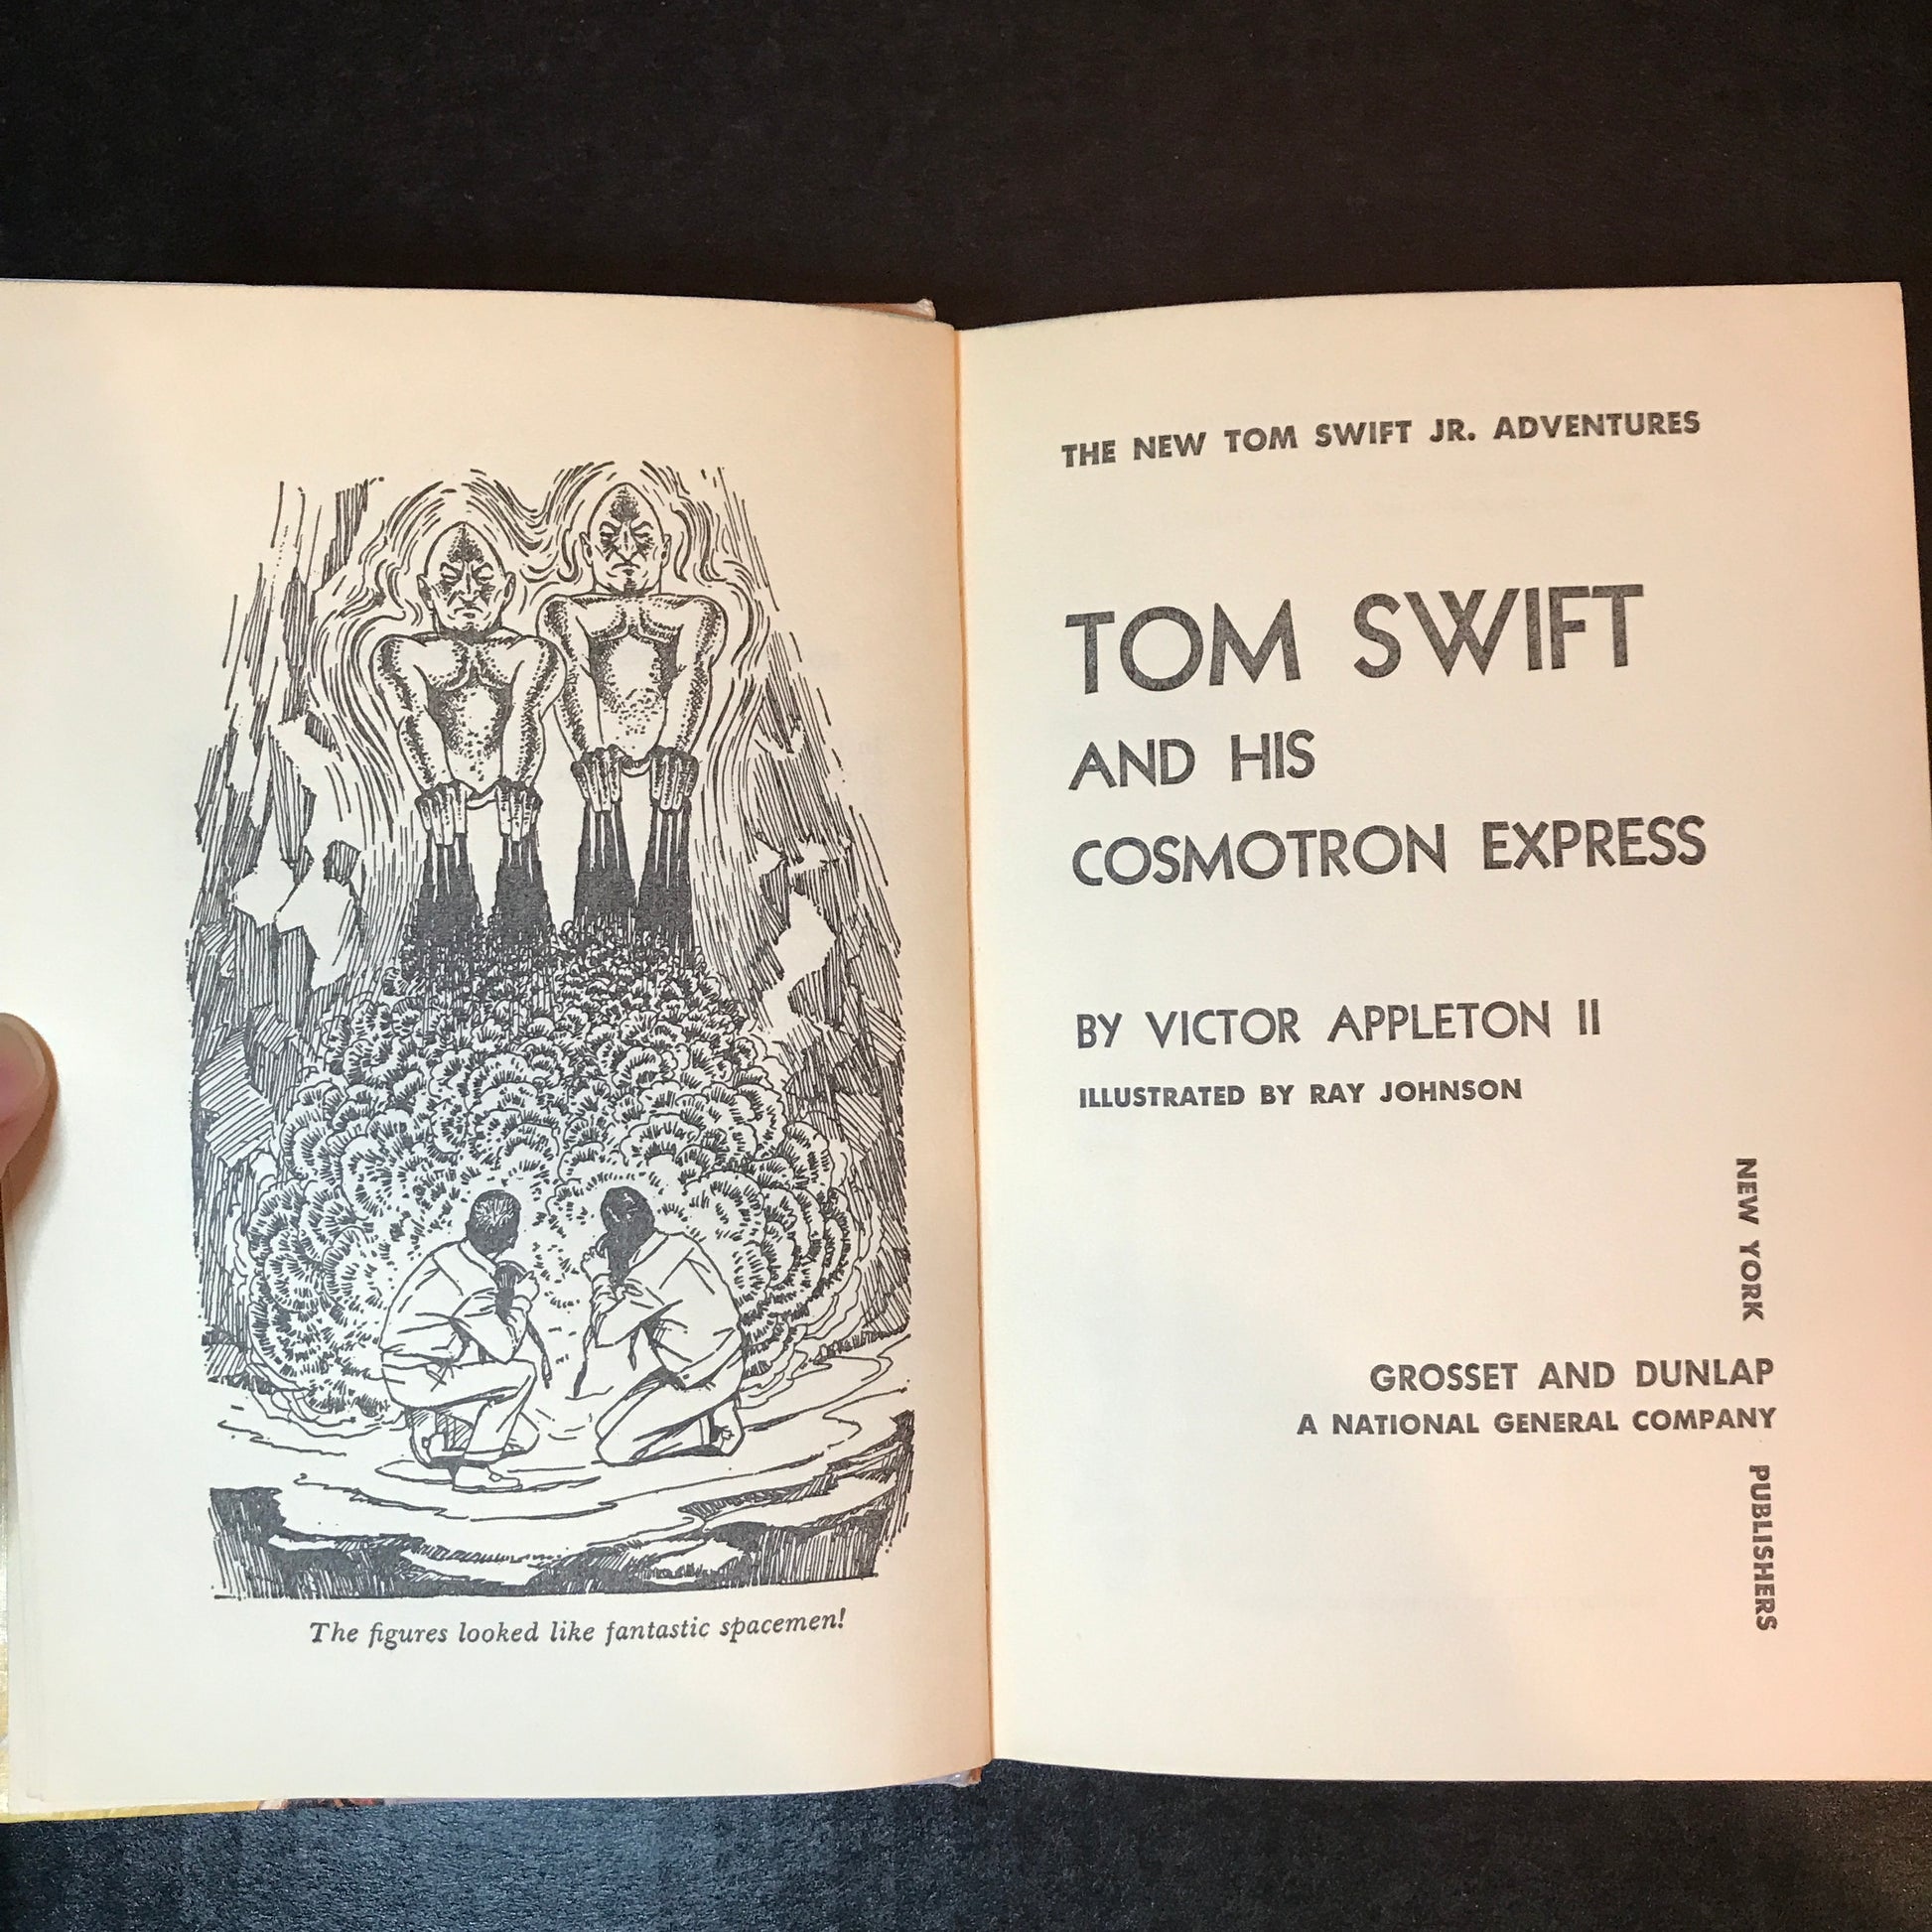 The figures looked like fantastic spacemen!
THE NEW TOM SWIFT JR. ADVENTURES
TOM SWIFT
AND HIS
COSMOTRON EXPRESS
BY VICTOR APPLETON II
ILLUSTRATED BY RAY JOHNSON
NEW YORK
GROSSET AND DUNLAP
A NATIONAL GENERAL COMPANY
PUBLISHERS